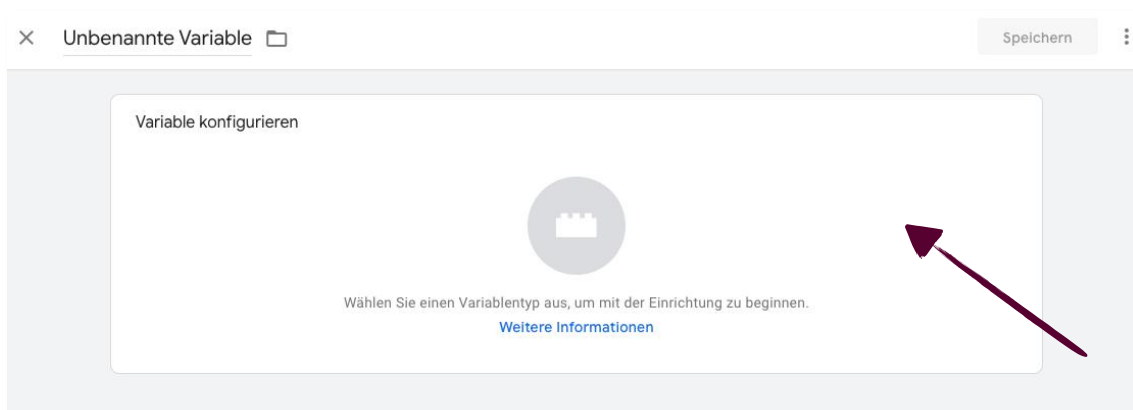 Unbenannte Variable
Speichern
Variable konfigurieren
Wählen Sie einen Variablentyp aus, um mit der Einrichtung zu beginnen.
Weitere Informationen